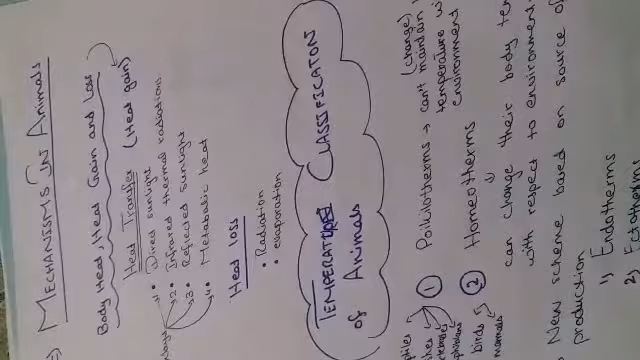 MECHANISMS IN ANIMALS
Body Heat, Heat Gain and Loss
Heat Transfer (Heat gain)
1 • Direct sunlight
2 • Infrared thermal radiations
3 • Reflected sunlight
4 • Metabolic heat
Heat loss
• Radiation
• evaporation
TEMPERATURE CLASSIFICATON
of Animals
(change)
① Poikilotherms → can't maintain
temperature
environment
② Homeotherms
can change their body
with respect to environment
birds
mammals
New scheme based on source of
production
1) Endotherms
2) Ectotherms